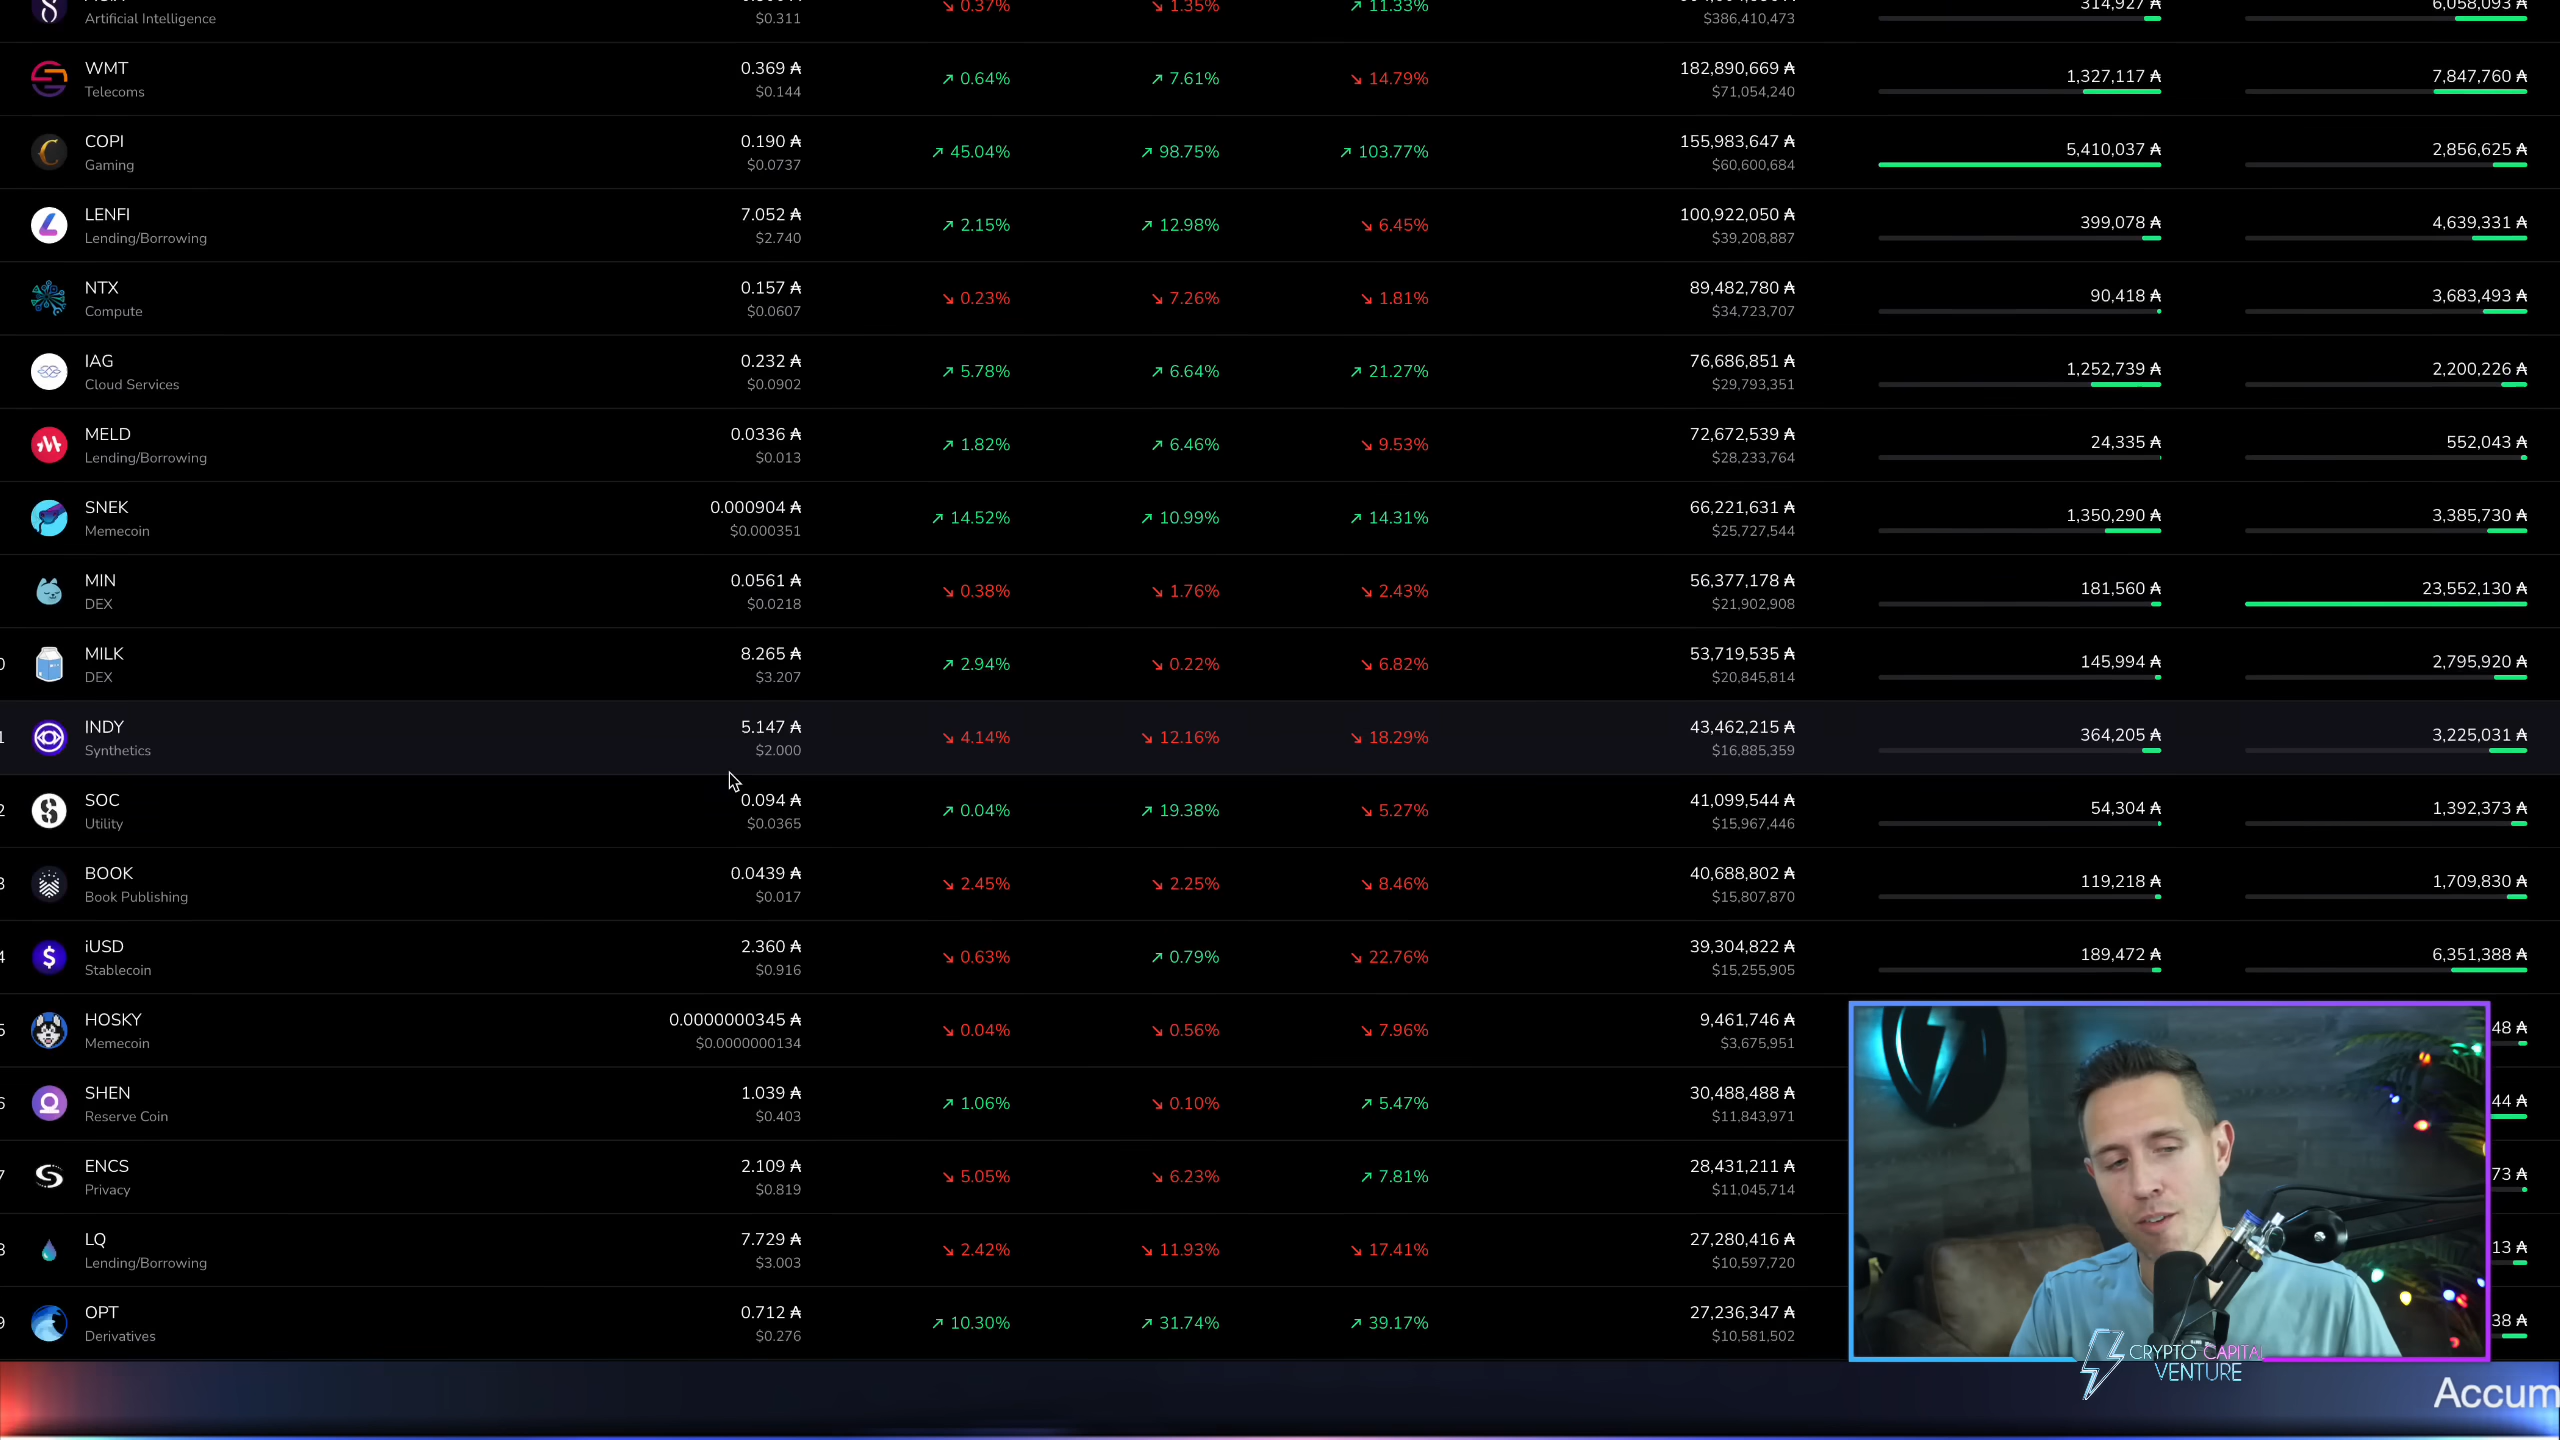 Artificial Intelligence $0.311 0.37% 1.35% 11.33% $386,410,473 314,927 ₳ 6,058,093 ₳
WMT 0.369 ₳ 0.64% 7.61% 14.79% 182,890,669 ₳ 1,327,117 ₳ 7,847,760 ₳
Telecoms $0.144 $71,054,240
COPI 0.190 ₳ 45.04% 98.75% 103.77% 155,983,647 ₳ 5,410,037 ₳ 2,856,625 ₳
Gaming $0.0737 $60,600,684
LENFI 7.052 ₳ 2.15% 12.98% 6.45% 100,922,050 ₳ 399,078 ₳ 4,639,331 ₳
Lending/Borrowing $2.740 $39,208,887
NTX 0.157 ₳ 0.23% 7.26% 1.81% 89,482,780 ₳ 90,418 ₳ 3,683,493 ₳
Compute $0.0607 $34,723,707
IAG 0.232 ₳ 5.78% 6.64% 21.27% 76,686,851 ₳ 1,252,739 ₳ 2,200,226 ₳
Cloud Services $0.0902 $29,793,351
MELD 0.0336 ₳ 1.82% 6.46% 9.53% 72,672,539 ₳ 24,335 ₳ 552,043 ₳
Lending/Borrowing $0.013 $28,233,764
SNEK 0.000904 ₳ 14.52% 10.99% 14.31% 66,221,631 ₳ 1,350,290 ₳ 3,385,730 ₳
Memecoin $0.000351 $25,727,544
MIN 0.0561 ₳ 0.38% 1.76% 2.43% 56,377,178 ₳ 181,560 ₳ 23,552,130 ₳
DEX $0.0218 $21,902,908
0 MILK 8.265 ₳ 2.94% 0.22% 6.82% 53,719,535 ₳ 145,994 ₳ 2,795,920 ₳
DEX $3.207 $20,845,814
1 INDY 5.147 ₳ 4.14% 12.16% 18.29% 43,462,215 ₳ 364,205 ₳ 3,225,031 ₳
Synthetics $2.000 $16,885,359
2 SOC 0.094 ₳ 0.04% 19.38% 5.27% 41,099,544 ₳ 54,304 ₳ 1,392,373 ₳
Utility $0.0365 $15,967,446
3 BOOK 0.0439 ₳ 2.45% 2.25% 8.46% 40,688,802 ₳ 119,218 ₳ 1,709,830 ₳
Book Publishing $0.017 $15,807,870
4 iUSD 2.360 ₳ 0.63% 0.79% 22.76% 39,304,822 ₳ 189,472 ₳ 6,351,388 ₳
Stablecoin $0.916 $15,255,905
5 HOSKY 0.0000000345 ₳ 0.04% 0.56% 7.96% 9,461,746 ₳ 48 ₳
Memecoin $0.0000000134 $3,675,951
6 SHEN 1.039 ₳ 1.06% 0.10% 5.47% 30,488,488 ₳ 44 ₳
Reserve Coin $0.403 $11,843,971
7 ENCS 2.109 ₳ 5.05% 6.23% 7.81% 28,431,211 ₳ 73 ₳
Privacy $0.819 $11,045,714
8 LQ 7.729 ₳ 2.42% 11.93% 17.41% 27,280,416 ₳ 13 ₳
Lending/Borrowing $3.003 $10,597,720
9 OPT 0.712 ₳ 10.30% 31.74% 39.17% 27,236,347 ₳ 38 ₳
Derivatives $0.276 $10,581,502
CRYPTO CAPITAL
VENTURE
Accum